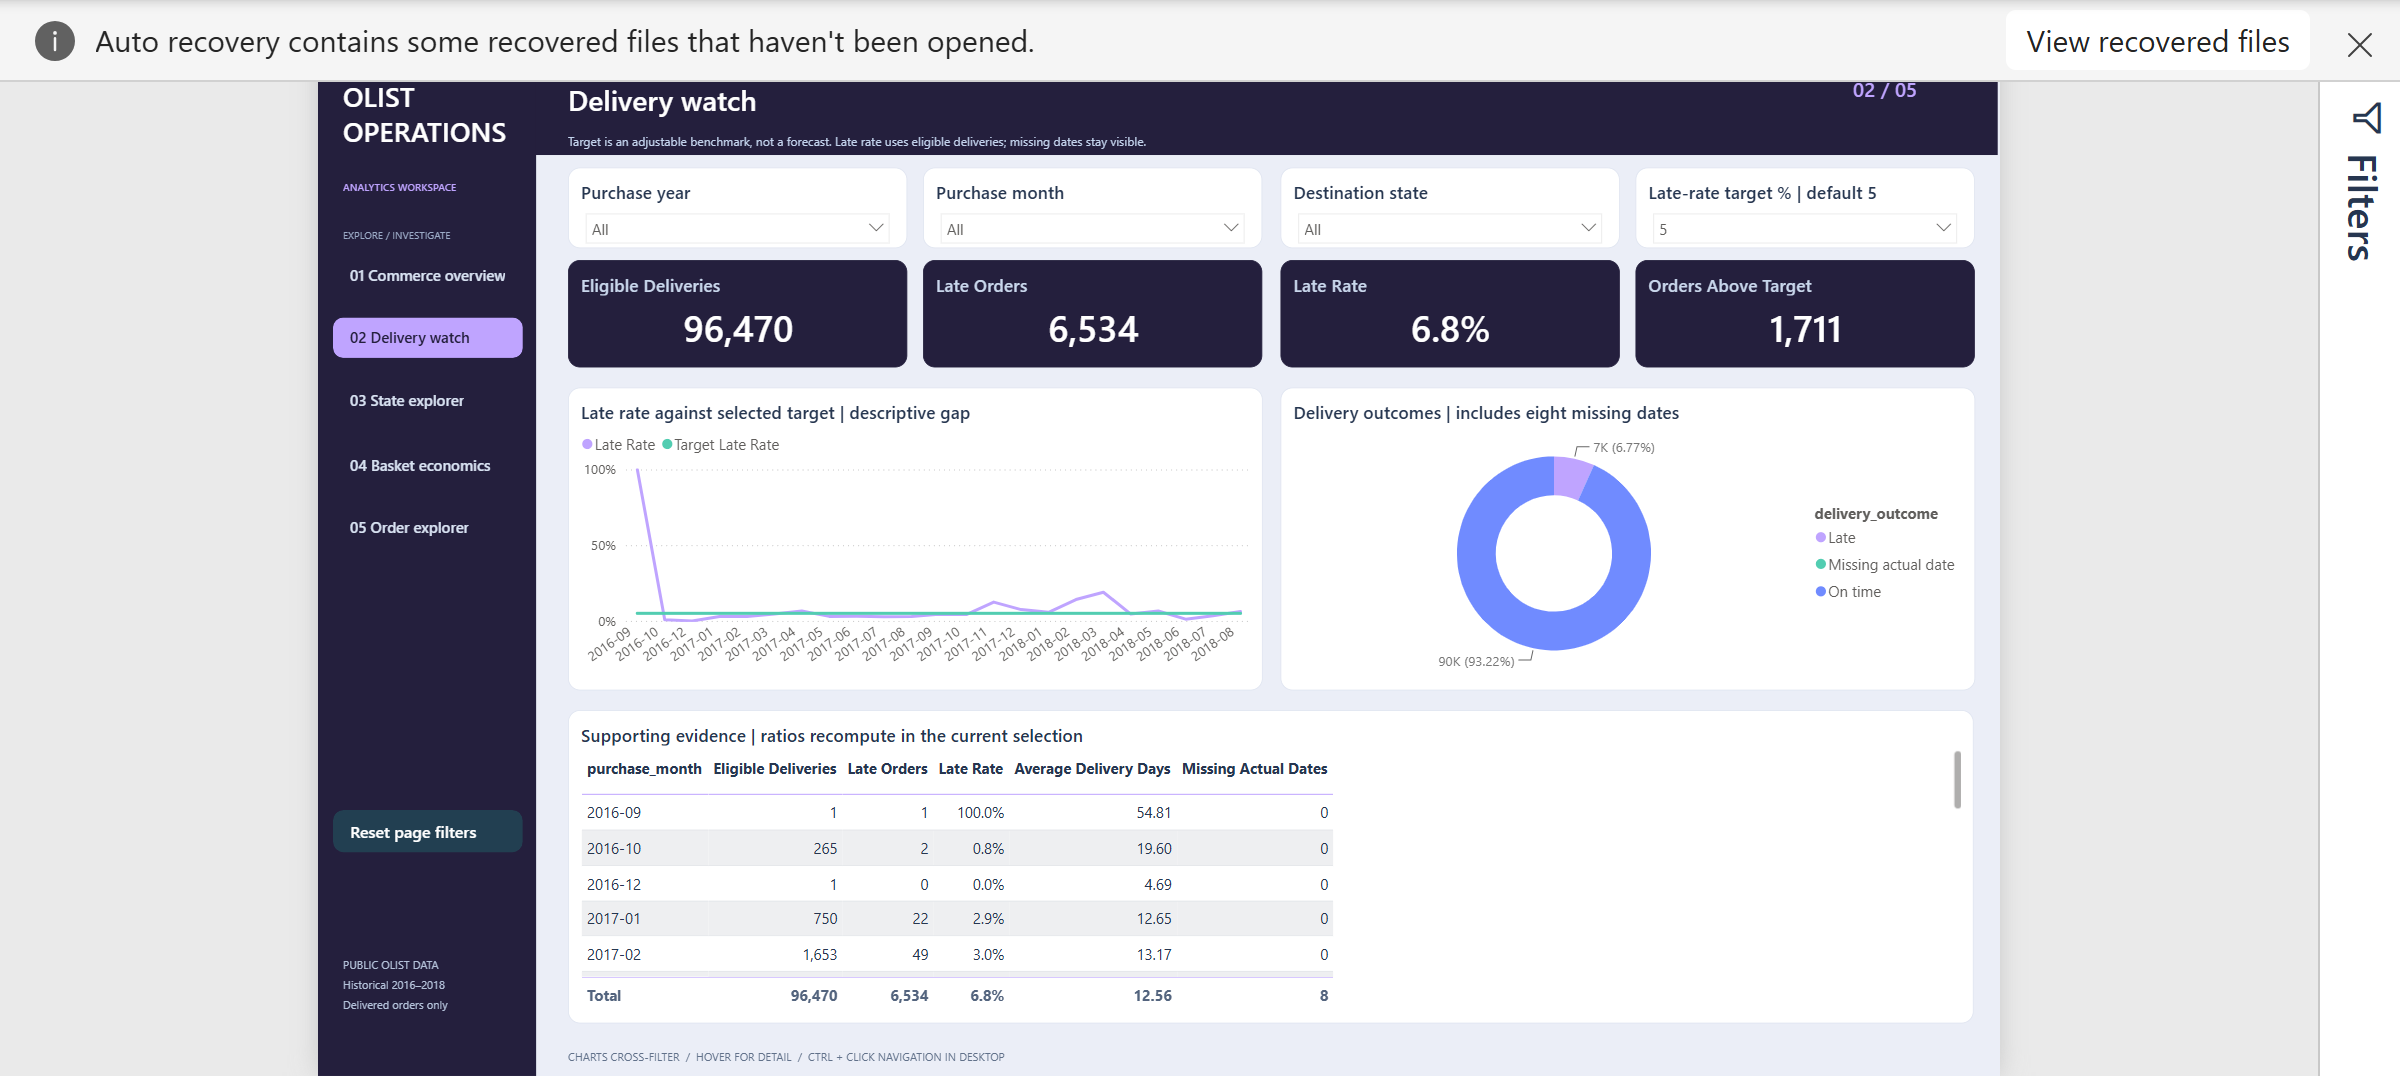 Auto recovery contains some recovered files that haven't been opened.
View recovered files
OLIST
OPERATIONS
ANALYTICS WORKSPACE
EXPLORE / INVESTIGATE
01 Commerce overview
02 Delivery watch
03 State explorer
04 Basket economics
05 Order explorer
Reset page filters
PUBLIC OLIST DATA
Historical 2016–2018
Delivered orders only
Delivery watch
02 / 05
Target is an adjustable benchmark, not a forecast. Late rate uses eligible deliveries; missing dates stay visible.
Purchase year
All
Purchase month
All
Destination state
All
Late-rate target % | default 5
5
Eligible Deliveries
96,470
Late Orders
6,534
Late Rate
6.8%
Orders Above Target
1,711
Late rate against selected target | descriptive gap
Late Rate Target Late Rate
100%
50%
0%
2016-09 2016-10 2016-12 2017-01 2017-02 2017-03 2017-04 2017-05 2017-06 2017-07 2017-08 2017-09 2017-10 2017-11 2017-12 2018-01 2018-02 2018-03 2018-04 2018-05 2018-06 2018-07 2018-08
Delivery outcomes | includes eight missing dates
7K (6.77%)
90K (93.22%)
delivery_outcome
Late
Missing actual date
On time
Supporting evidence | ratios recompute in the current selection
purchase_month Eligible Deliveries Late Orders Late Rate Average Delivery Days Missing Actual Dates
2016-09 1 1 100.0% 54.81 0
2016-10 265 2 0.8% 19.60 0
2016-12 1 0 0.0% 4.69 0
2017-01 750 22 2.9% 12.65 0
2017-02 1,653 49 3.0% 13.17 0
Total 96,470 6,534 6.8% 12.56 8
CHARTS CROSS-FILTER / HOVER FOR DETAIL / CTRL + CLICK NAVIGATION IN DESKTOP
Filters